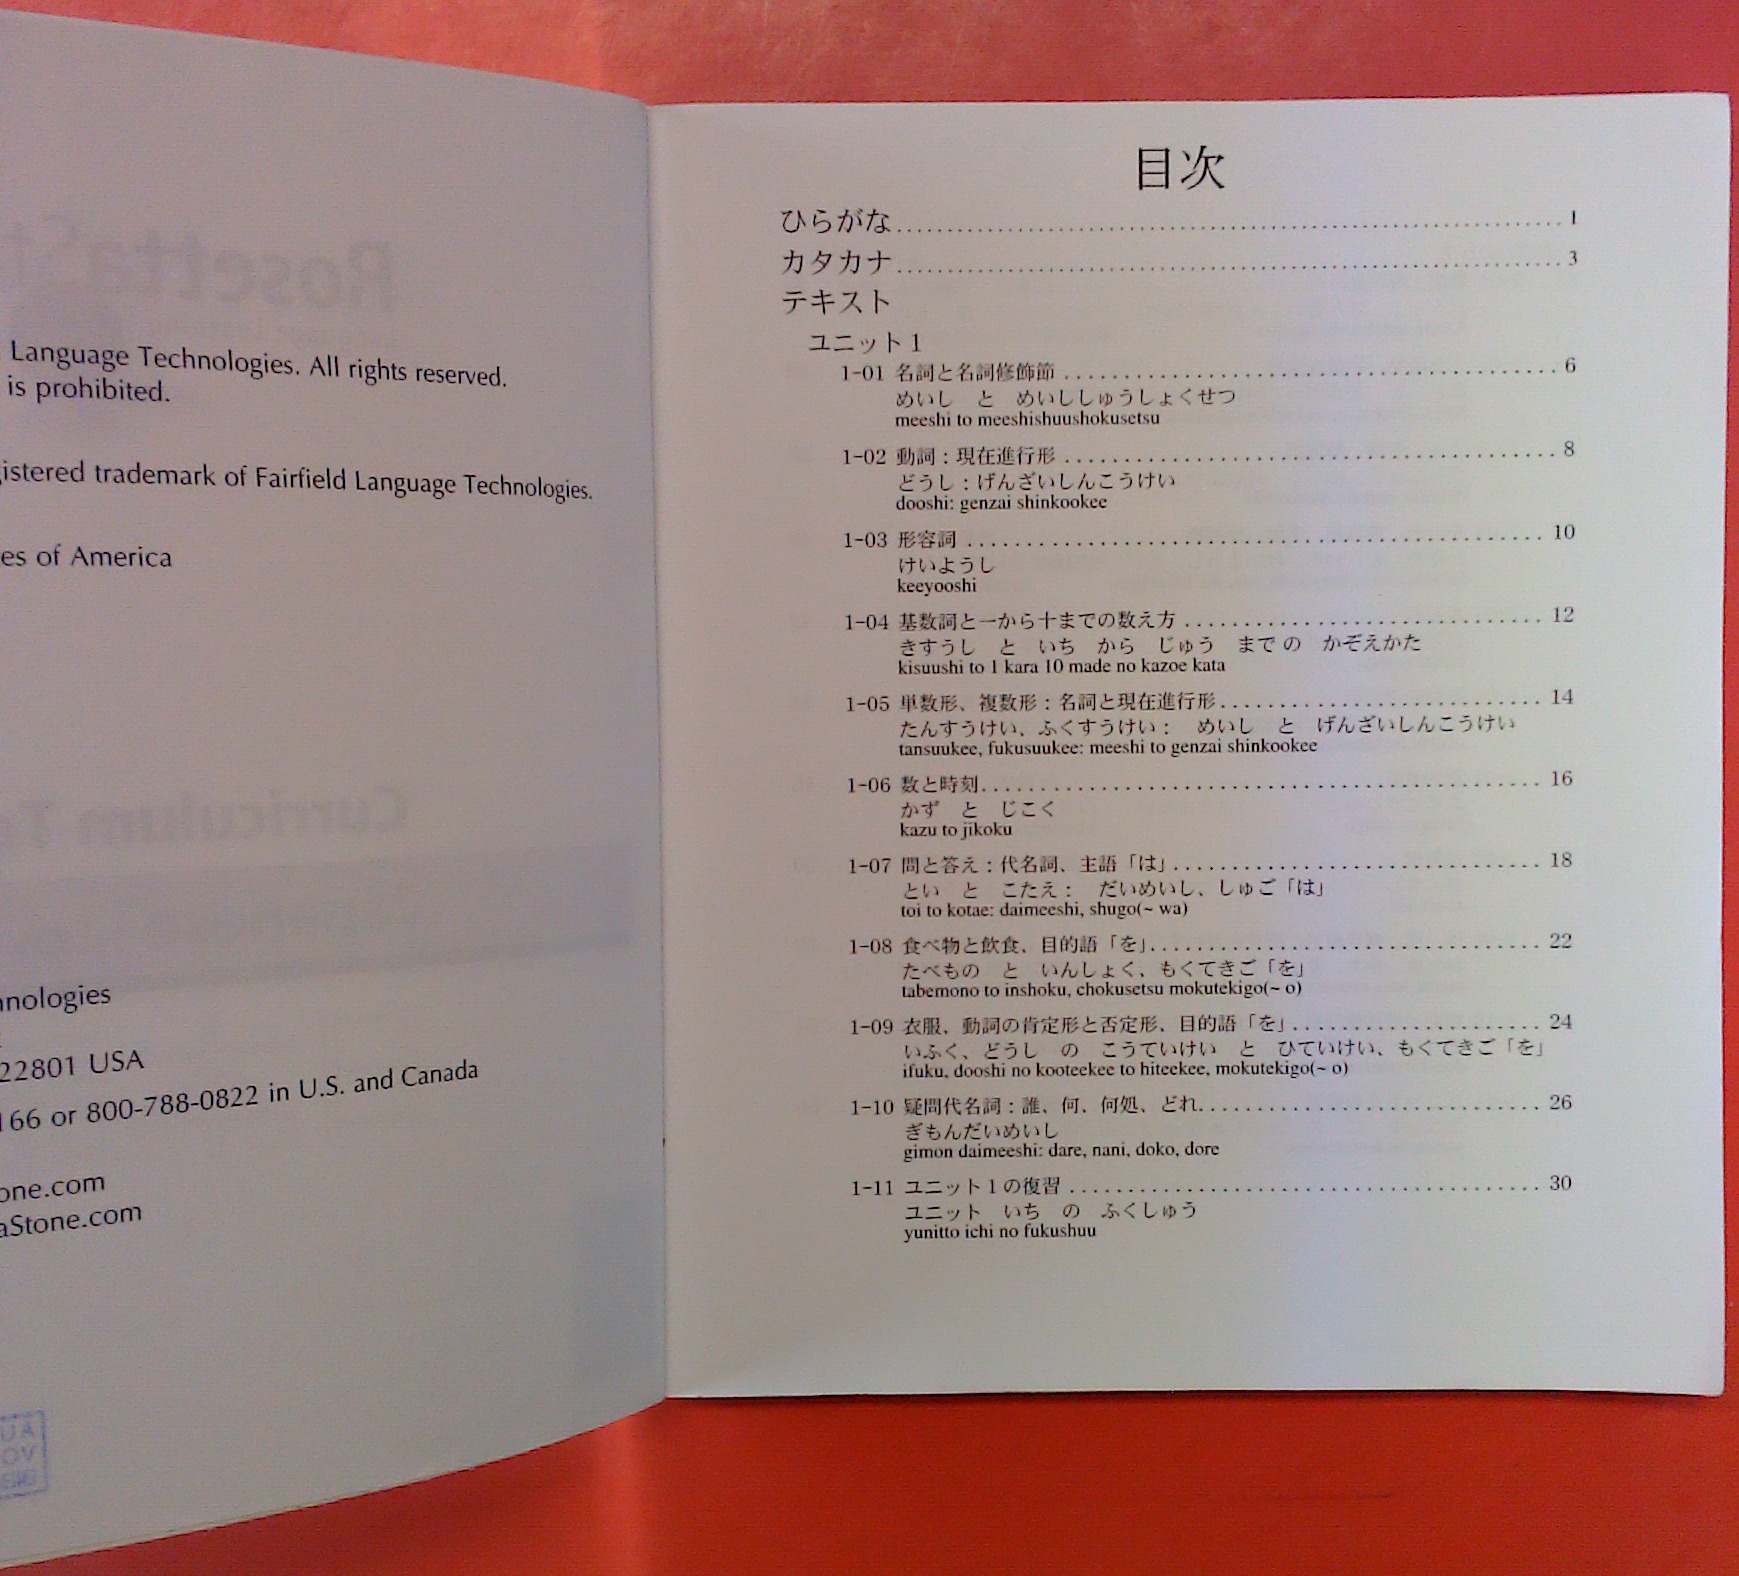 Language Technologies. All rights reserved.
is prohibited.
istered trademark of Fairfield Language Technologies.
es of America
nologies
22801 USA
166 or 800-788-0822 in U.S. and Canada
one.com
aStone.com
目次
ひらがな 1
カタカナ 3
テキスト
ユニット 1
1-01 名詞と名詞修飾節 6
めいし と めいししゅうしょくせつ
meeshi to meeshishuushokusetsu
1-02 動詞：現在進行形 8
どうし：げんざいしんこうけい
dooshi: genzai shinkookee
1-03 形容詞 10
けいようし
keeyooshi
1-04 基数詞と一から十までの数え方 12
きすうし と いち から じゅう まで の かぞえかた
kisuushi to 1 kara 10 made no kazoe kata
1-05 単数形、複数形：名詞と現在進行形 14
たんすうけい、ふくすうけい： めいし と げんざいしんこうけい
tansuukee, fukusuukee: meeshi to genzai shinkookee
1-06 数と時刻 16
かず と じこく
kazu to jikoku
1-07 問と答え：代名詞、主語「は」 18
とい と こたえ： だいめいし、しゅご「は」
toi to kotae: daimeeshi, shugo(~ wa)
1-08 食べ物と飲食、目的語「を」 22
たべもの と いんしょく、もくてきご「を」
tabemono to inshoku, chokusetsu mokutekigo(~ o)
1-09 衣服、動詞の肯定形と否定形、目的語「を」 24
いふく、どうし の こうていけい と ひていけい、もくてきご「を」
ifuku, dooshi no kooteekee to hiteekee, mokutekigo(~ o)
1-10 疑問代名詞：誰、何、何処、どれ 26
ぎもんだいめいし
gimon daimeeshi: dare, nani, doko, dore
1-11 ユニット 1 の復習 30
ユニット いち の ふくしゅう
yunitto ichi no fukushuu